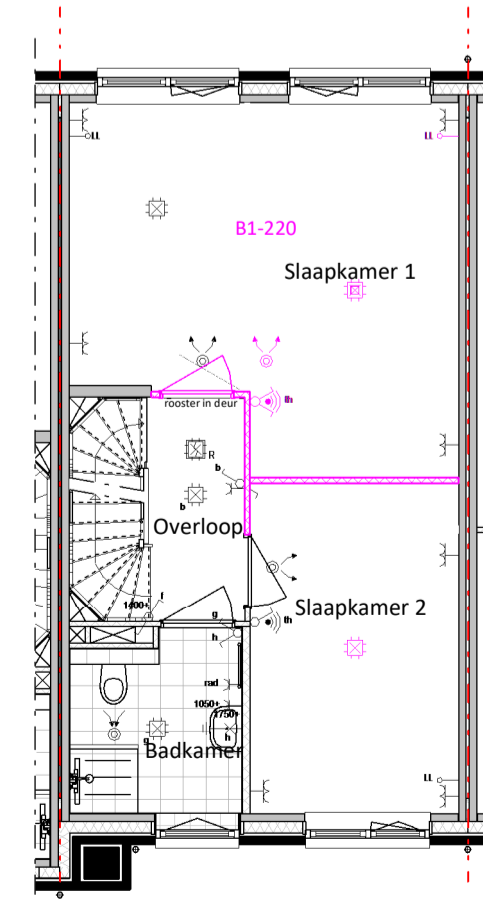 LL
LL
B1-220
Slaapkamer 1
rooster in deur
th
R
b
b
Overloop
1400+
f
g
Slaapkamer 2
th
h
rad
1050+
1750+
h
g
Badkamer
LL